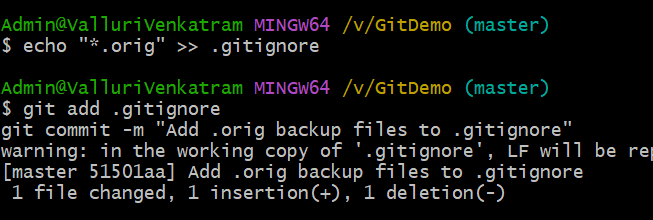 Admin@ValluriVenkatram MINGW64 /v/GitDemo (master)
$ echo "*.orig" >> .gitignore
Admin@ValluriVenkatram MINGW64 /v/GitDemo (master)
$ git add .gitignore
git commit -m "Add .orig backup files to .gitignore"
warning: in the working copy of '.gitignore', LF will be rep
[master 51501aa] Add .orig backup files to .gitignore
 1 file changed, 1 insertion(+), 1 deletion(-)